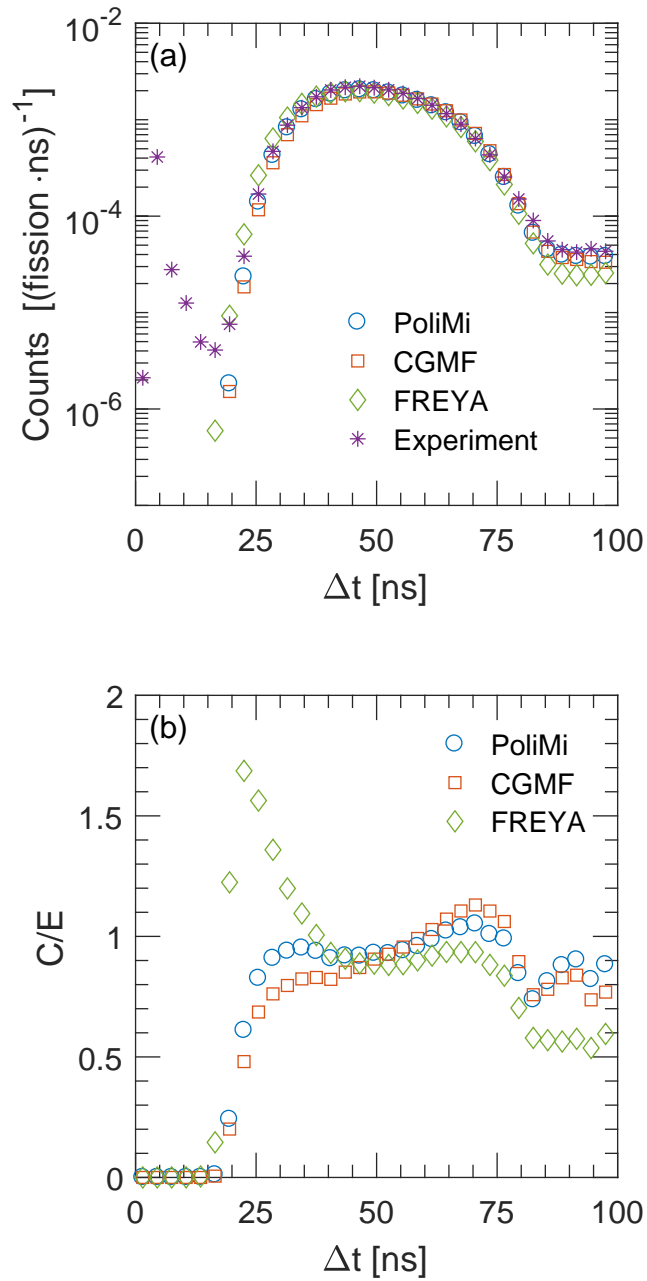 (a)
10^-2
10^-4
10^-6
Counts [(fission ·ns)^-1]
PoliMi
CGMF
FREYA
Experiment
0 25 50 75 100
Δt [ns]
(b)
2
1.5
1
0.5
0
C/E
PoliMi
CGMF
FREYA
0 25 50 75 100
Δt [ns]